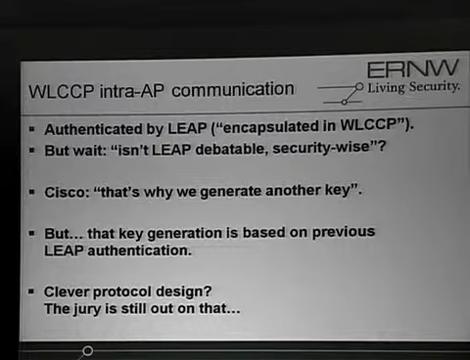 ERNW
WLCCP intra-AP communication
Living Security.
Authenticated by LEAP ("encapsulated in WLCCP").
But wait: "isn't LEAP debatable, security-wise"?
Cisco: "that's why we generate another key".
But... that key generation is based on previous
LEAP authentication.
Clever protocol design?
The jury is still out on that...